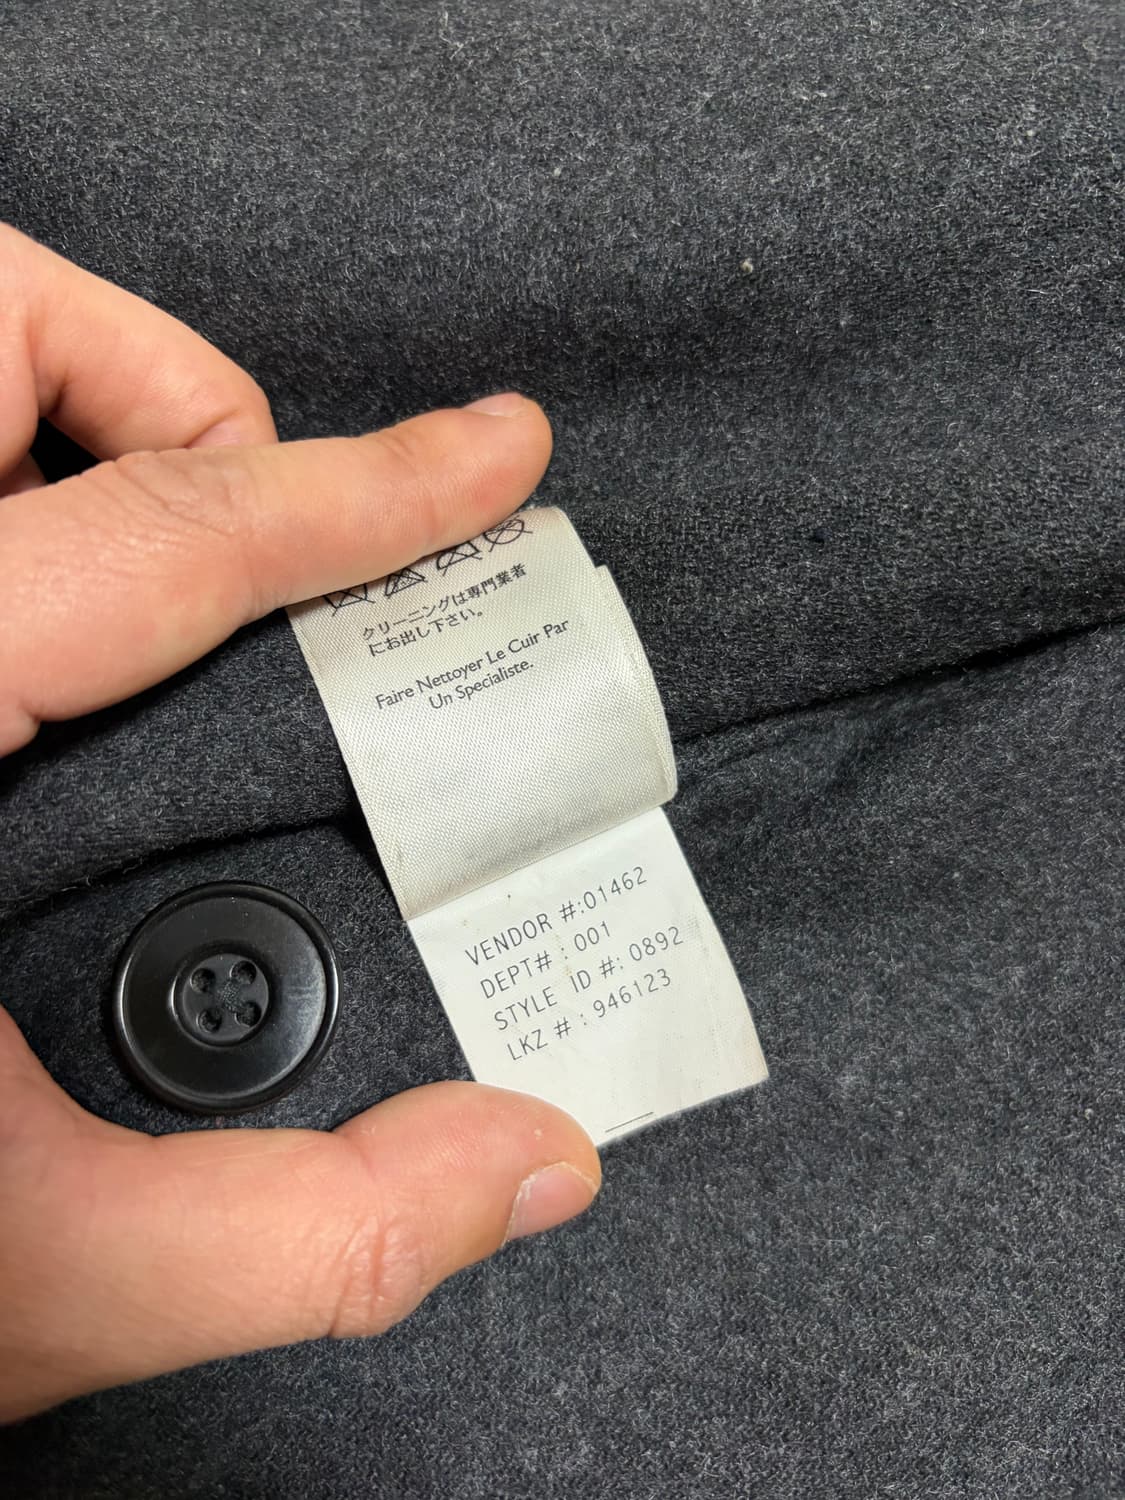 クリーニングは専門業者
にお出し下さい。
Faire Nettoyer Le Cuir Par
Un Specialiste.
VENDOR #:01462
DEPT# : 001
STYLE ID #: 0892
LKZ # : 946123